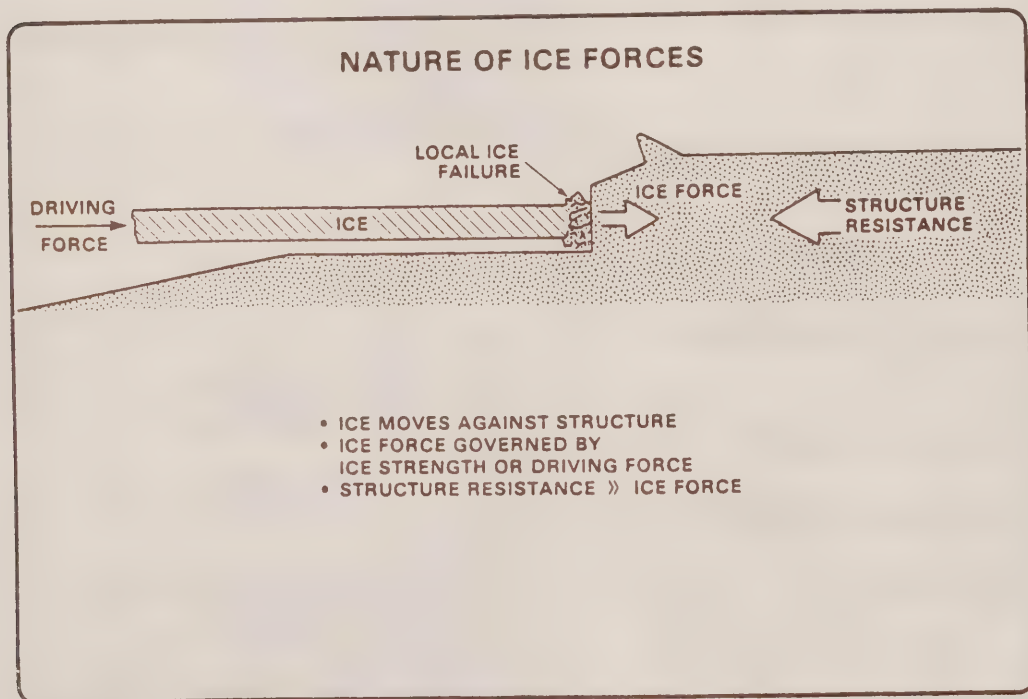 NATURE OF ICE FORCES
LOCAL ICE
FAILURE
ICE FORCE
DRIVING
FORCE
ICE
STRUCTURE
RESISTANCE
• ICE MOVES AGAINST STRUCTURE
• ICE FORCE GOVERNED BY
ICE STRENGTH OR DRIVING FORCE
• STRUCTURE RESISTANCE » ICE FORCE